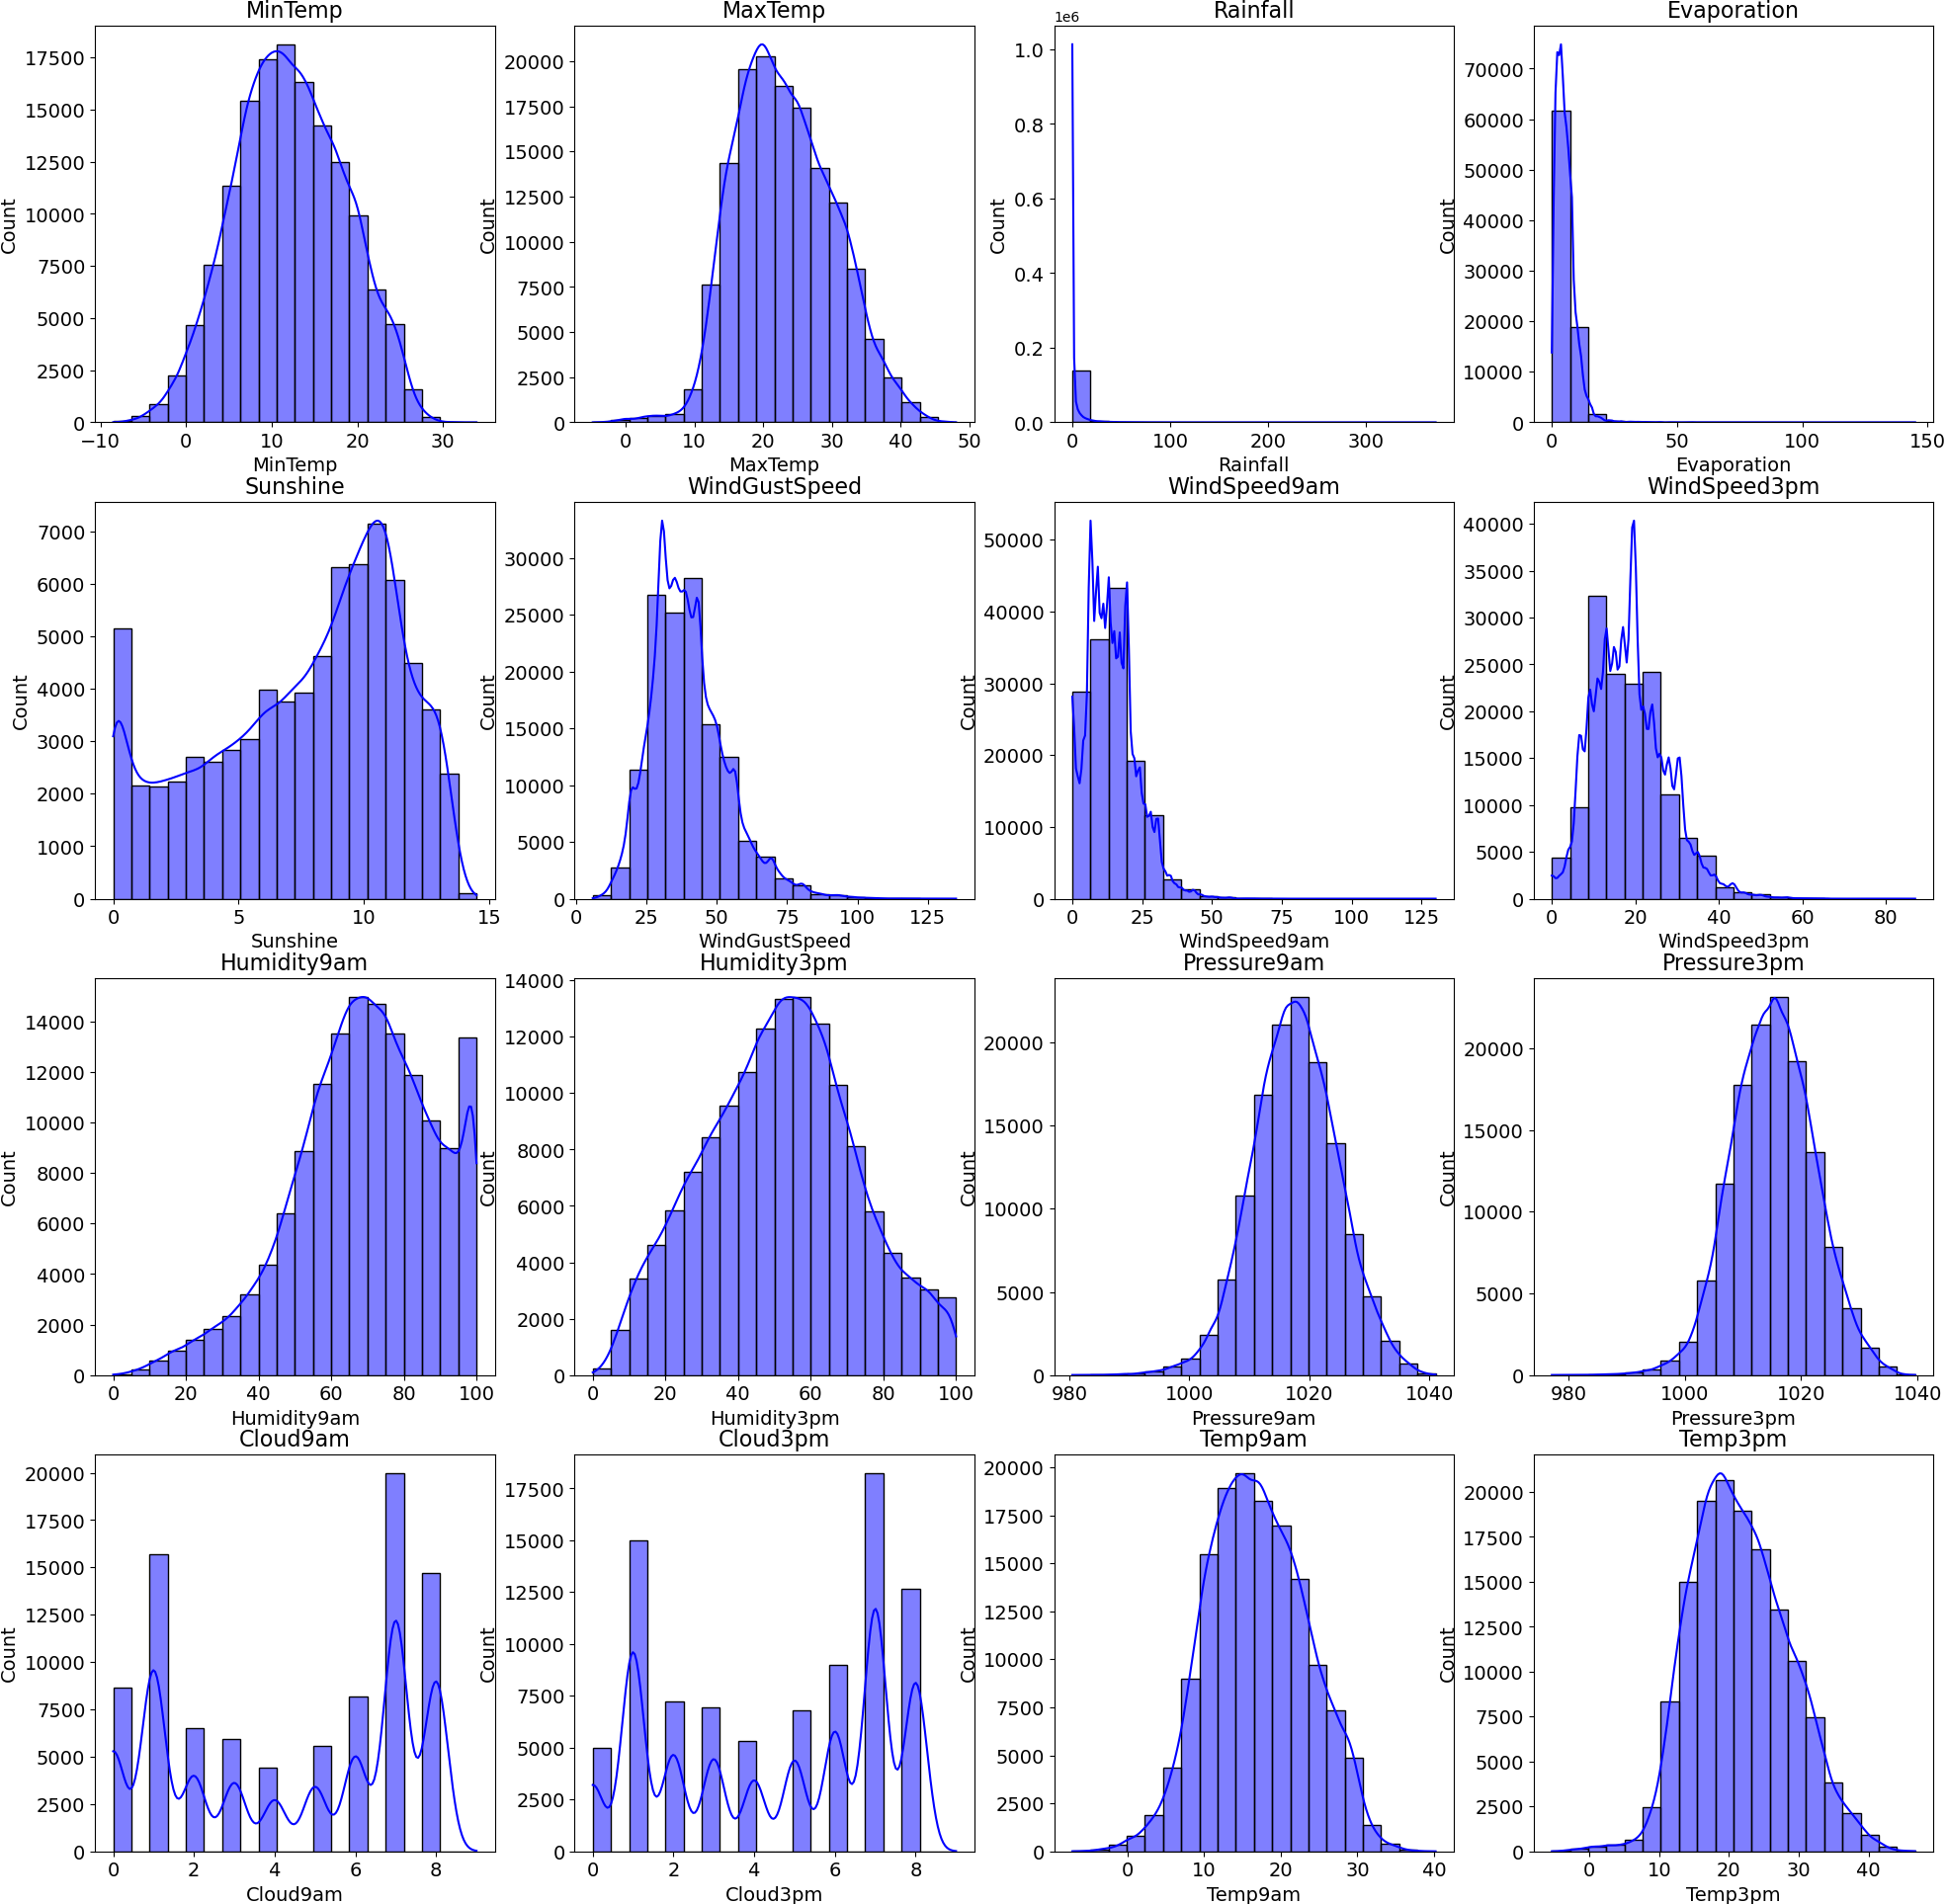 MinTemp
17500
15000
12500
10000
7500
5000
2500
0
Count
−10 0 10 20 30
MinTemp
MaxTemp
20000
17500
15000
12500
10000
7500
5000
2500
0
Count
0 10 20 30 40 50
MaxTemp
Rainfall
1e6
1.0
0.8
0.6
0.4
0.2
0.0
Count
0 100 200 300
Rainfall
Evaporation
70000
60000
50000
40000
30000
20000
10000
0
Count
0 50 100 150
Evaporation
Sunshine
7000
6000
5000
4000
3000
2000
1000
0
Count
0 5 10 15
Sunshine
WindGustSpeed
30000
25000
20000
15000
10000
5000
0
Count
0 25 50 75 100 125
WindGustSpeed
WindSpeed9am
50000
40000
30000
20000
10000
0
Count
0 25 50 75 100 125
WindSpeed9am
WindSpeed3pm
40000
35000
30000
25000
20000
15000
10000
5000
0
Count
0 20 40 60 80
WindSpeed3pm
Humidity9am
14000
12000
10000
8000
6000
4000
2000
0
Count
0 20 40 60 80 100
Humidity9am
Humidity3pm
14000
12000
10000
8000
6000
4000
2000
0
Count
0 20 40 60 80 100
Humidity3pm
Pressure9am
20000
15000
10000
5000
0
Count
980 1000 1020 1040
Pressure9am
Pressure3pm
20000
15000
10000
5000
0
Count
980 1000 1020 1040
Pressure3pm
Cloud9am
20000
17500
15000
12500
10000
7500
5000
2500
0
Count
0 2 4 6 8
Cloud9am
Cloud3pm
17500
15000
12500
10000
7500
5000
2500
0
Count
0 2 4 6 8
Cloud3pm
Temp9am
20000
17500
15000
12500
10000
7500
5000
2500
0
Count
0 10 20 30 40
Temp9am
Temp3pm
20000
17500
15000
12500
10000
7500
5000
2500
0
Count
0 10 20 30 40
Temp3pm